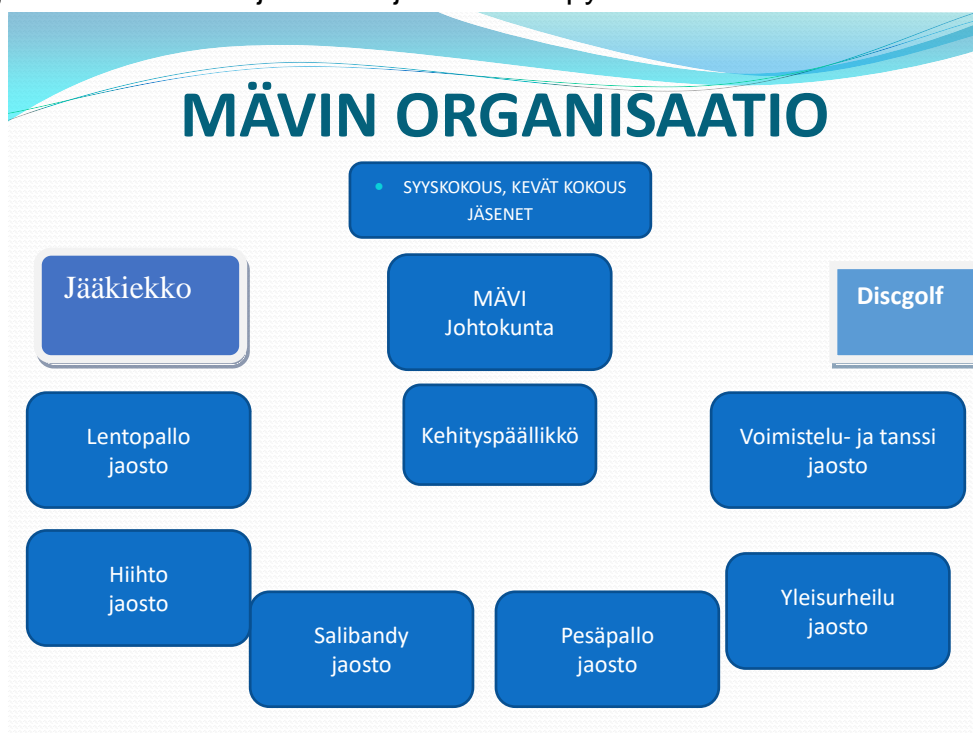 MÄVIN ORGANISAATIO
• SYYSKOKOUS, KEVÄT KOKOUS
JÄSENET
Jääkiekko
MÄVI
Johtokunta
Discgolf
Lentopallo
jaosto
Kehityspäällikkö
Voimistelu- ja tanssi
jaosto
Hiihto
jaosto
Salibandy
jaosto
Pesäpallo
jaosto
Yleisurheilu
jaosto